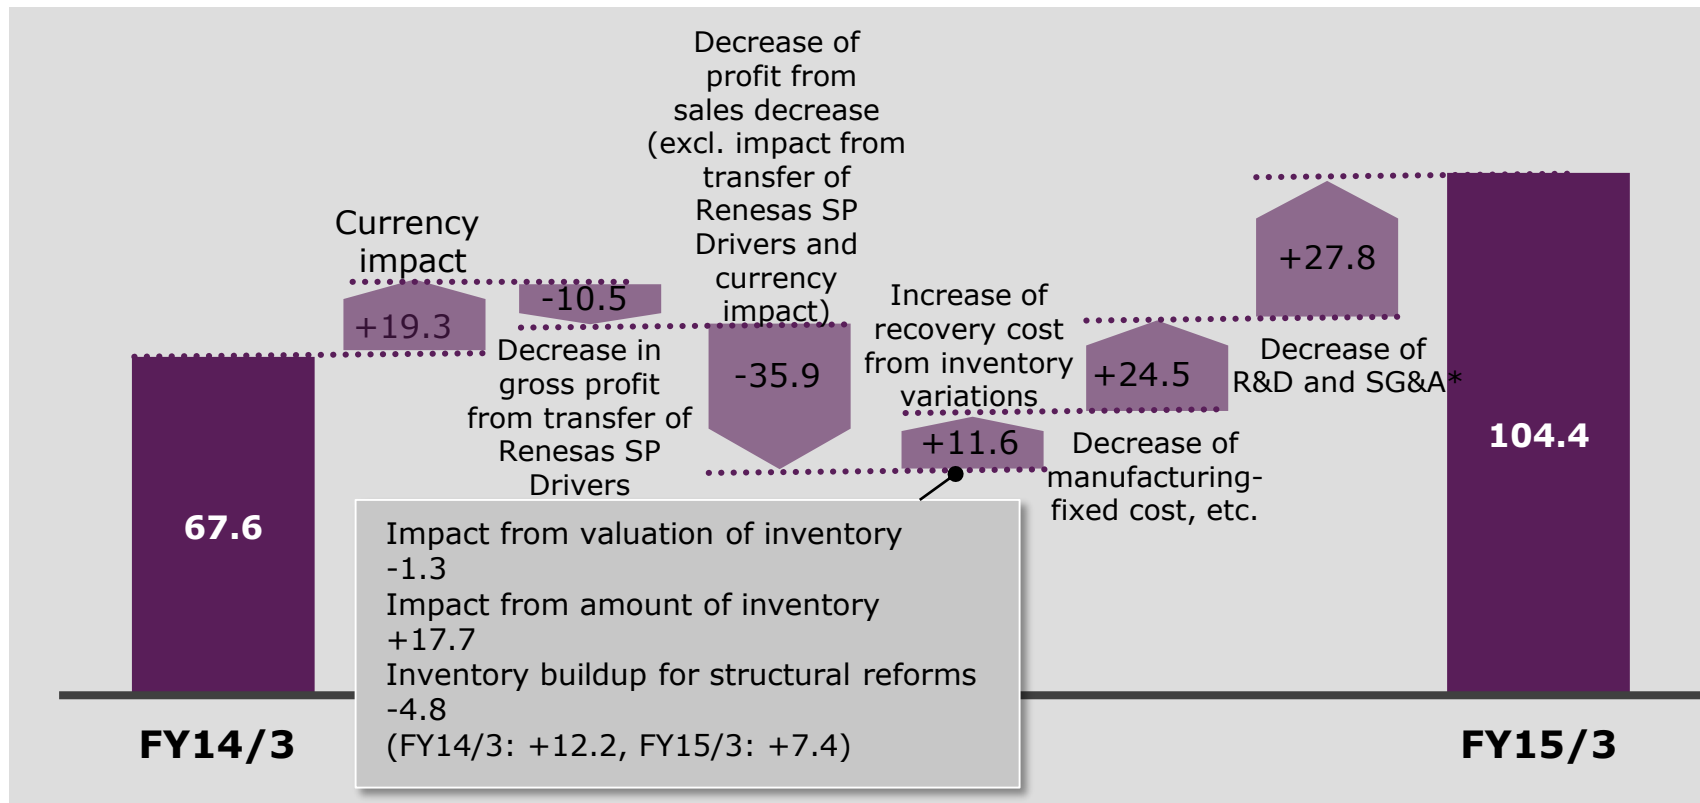 Currency
impact
+19.3
-10.5
Decrease in
gross profit
from transfer of
Renesas SP
Drivers
Decrease of
profit from
sales decrease
(excl. impact from
transfer of
Renesas SP
Drivers and
currency
impact)
-35.9
Increase of
recovery cost
from inventory
variations
+11.6
+24.5
Decrease of
manufacturing-
fixed cost, etc.
+27.8
Decrease of
R&D and SG&A*
67.6
104.4
Impact from valuation of inventory
-1.3
Impact from amount of inventory
+17.7
Inventory buildup for structural reforms
-4.8
(FY14/3: +12.2, FY15/3: +7.4)
FY14/3
FY15/3